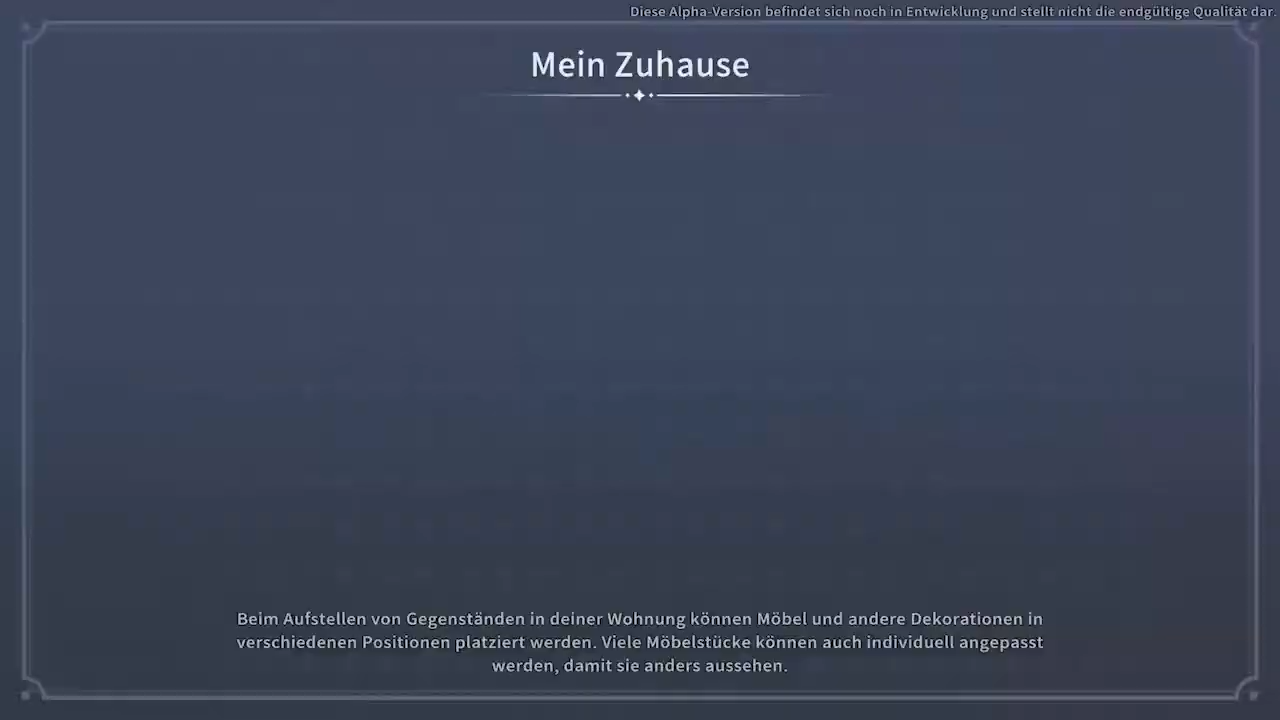 Diese Alpha-Version befindet sich noch in Entwicklung und stellt nicht die endgültige Qualität dar.
Mein Zuhause
Beim Aufstellen von Gegenständen in deiner Wohnung können Möbel und andere Dekorationen in
verschiedenen Positionen platziert werden. Viele Möbelstücke können auch individuell angepasst
werden, damit sie anders aussehen.